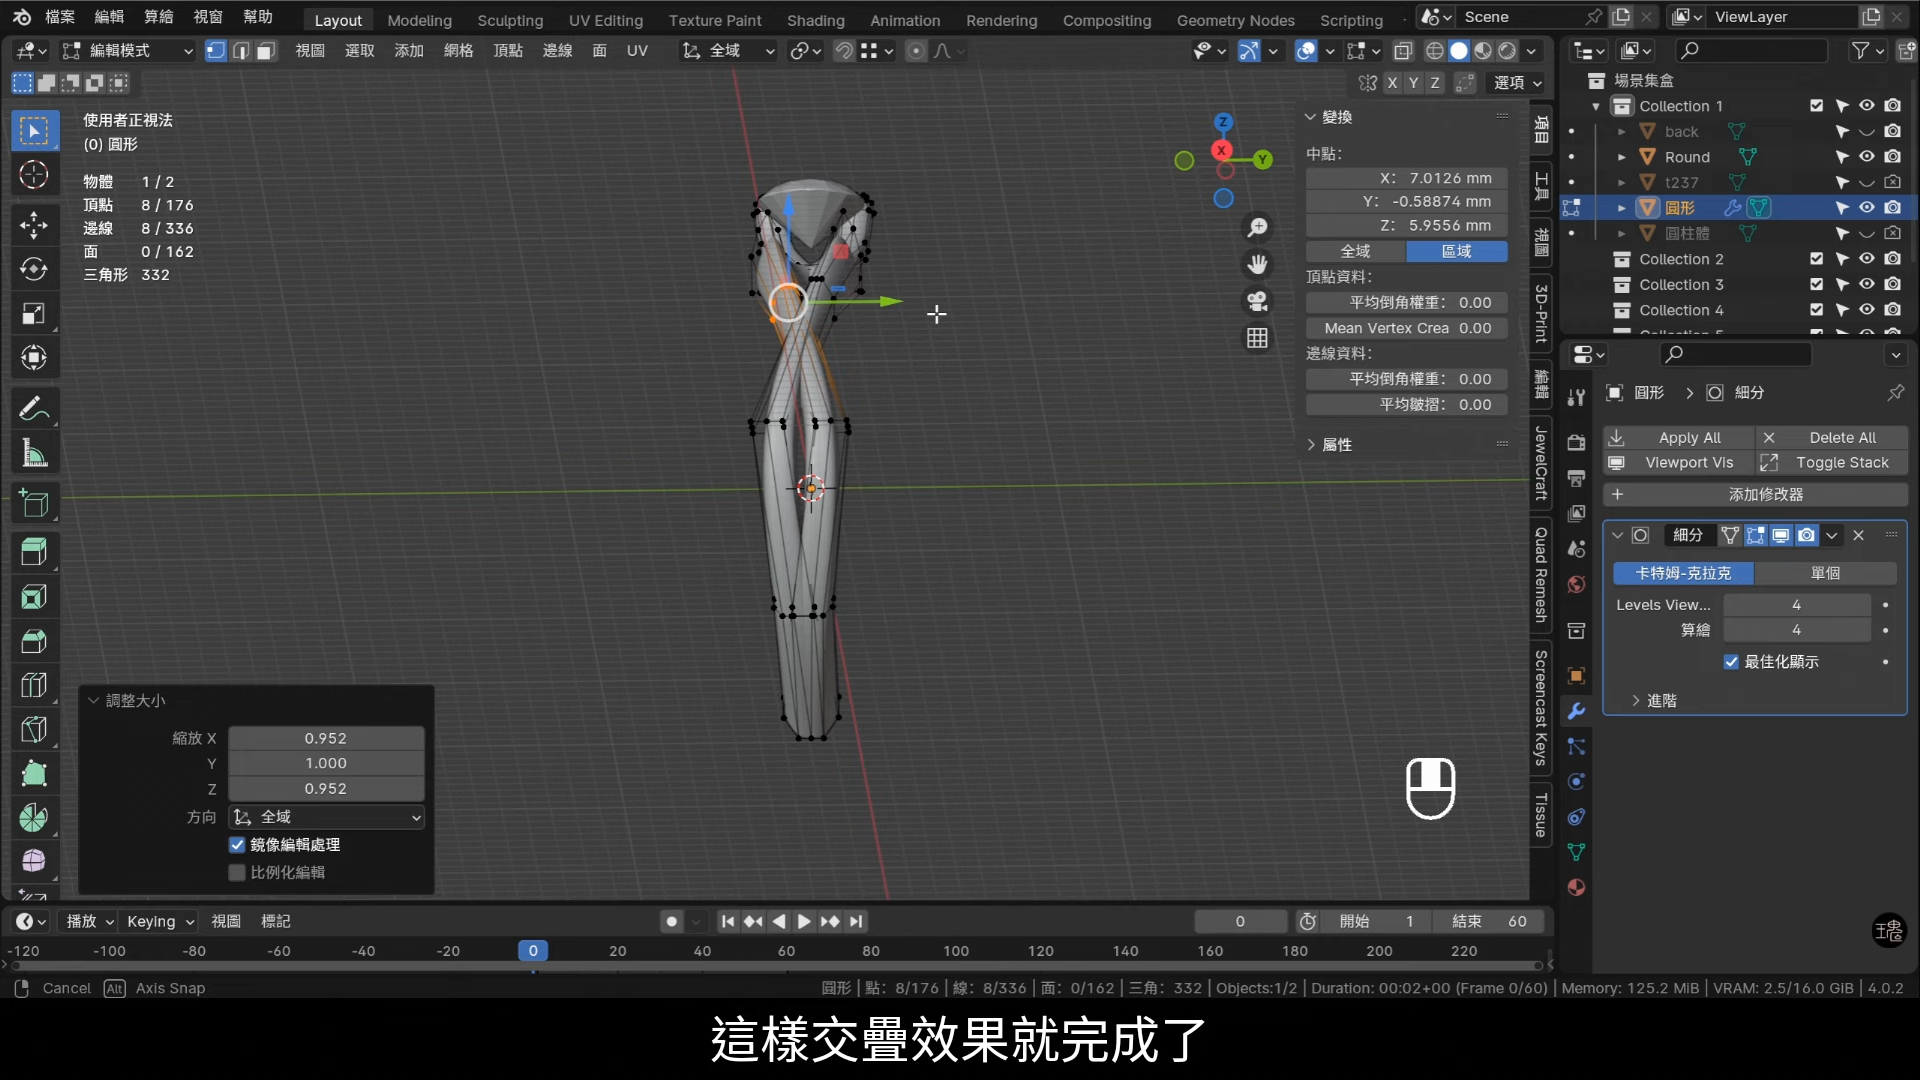 檔案 編輯 算繪 視窗 幫助 Layout Modeling Sculpting UV Editing Texture Paint Shading Animation Rendering Compositing Geometry Nodes Scripting Scene ViewLayer
編輯模式 視圖 選取 添加 網格 頂點 邊線 面 UV 全域
X Y Z 選項
使用者正視法
(0) 圓形
物體 1 / 2
頂點 8 / 176
邊線 8 / 336
面 0 / 162
三角形 332
Z
X
Y
變換
中點:
X: 7.0126 mm
Y: -0.58874 mm
Z: 5.9556 mm
全域 區域
頂點資料:
平均倒角權重: 0.00
Mean Vertex Crea 0.00
邊線資料:
平均倒角權重: 0.00
平均皺摺: 0.00
屬性
項目
工具
視圖
3D-Print
編輯
JewelCraft
Quad Remesh
Screencast Keys
Tissue
場景集盒
Collection 1
back
Round
t237
圓形
圓柱體
Collection 2
Collection 3
Collection 4
圓形 細分
Apply All Delete All
Viewport Vis Toggle Stack
添加修改器
細分
卡特姆-克拉克 單個
Levels View... 4
算繪 4
最佳化顯示
進階
調整大小
縮放 X 0.952
Y 1.000
Z 0.952
方向 全域
鏡像編輯處理
比例化編輯
播放 Keying 視圖 標記 0 開始 1 結束 60
-120 -100 -80 -60 -40 -20 0 20 40 60 80 100 120 140 160 180 200 220
Cancel Alt Axis Snap 圓形 | 點: 8/176 | 線: 8/336 | 面: 0/162 | 三角: 332 | Objects:1/2 | Duration: 00:02+00 (Frame 0/60) | Memory: 125.2 MiB | VRAM: 2.5/16.0 GiB | 4.0.2
這樣交疊效果就完成了